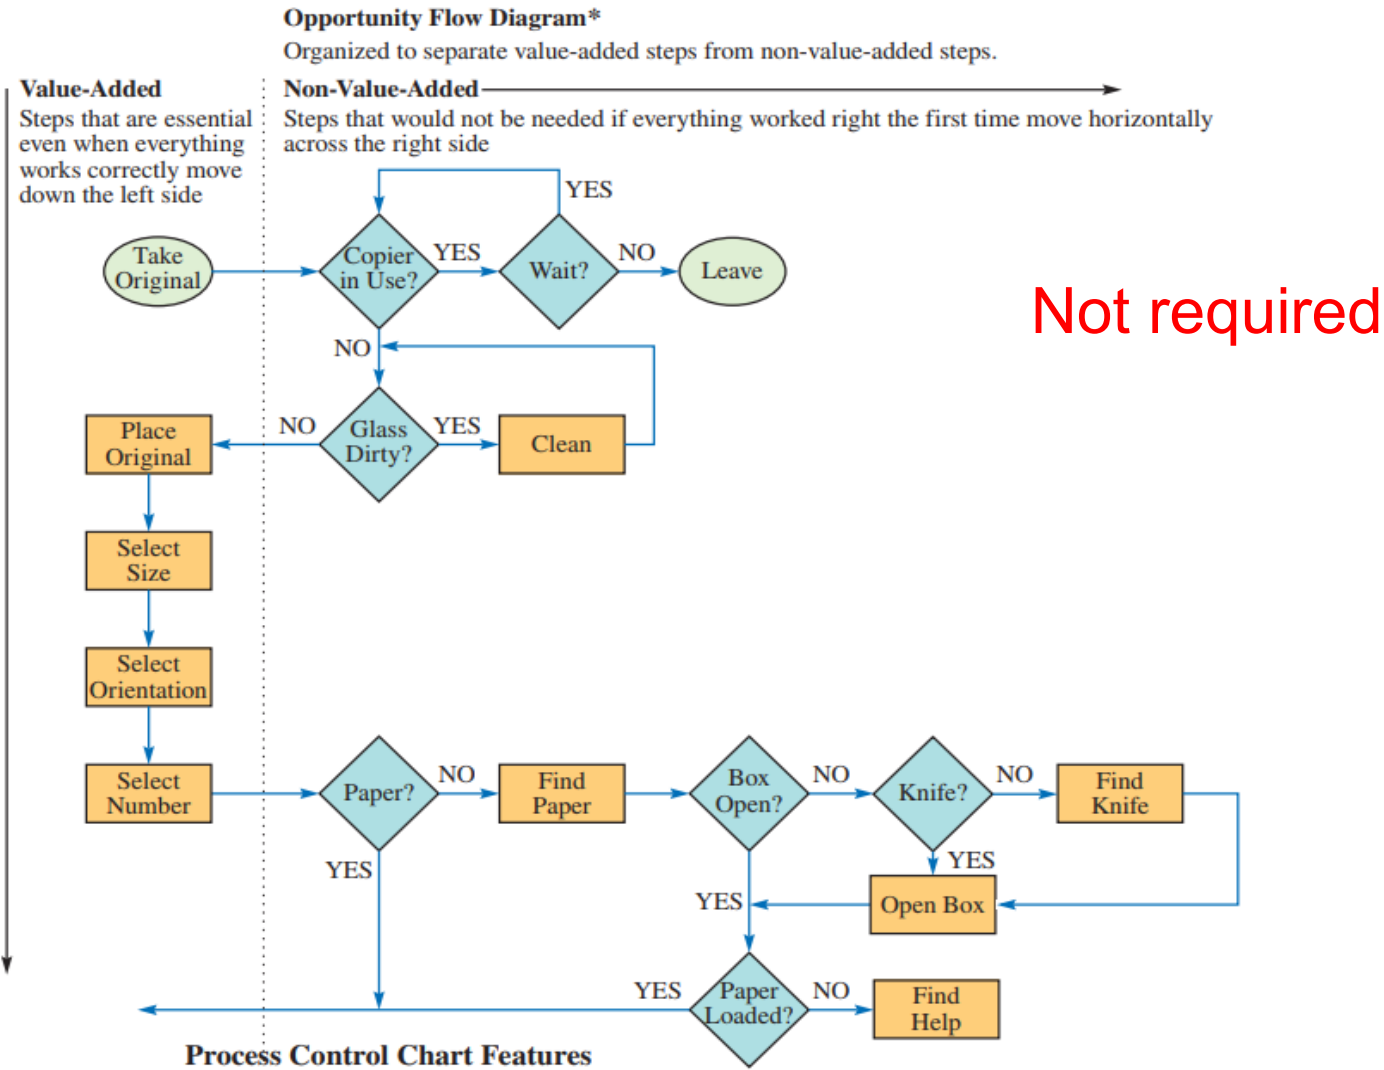 Opportunity Flow Diagram*
Organized to separate value-added steps from non-value-added steps.
Value-Added
Steps that are essential
even when everything
works correctly move
down the left side
Non-Value-Added
Steps that would not be needed if everything worked right the first time move horizontally
across the right side
YES
Take
Original
Copier
in Use?
YES
Wait?
NO
Leave
Not required
NO
Place
Original
NO
Glass
Dirty?
YES
Clean
Select
Size
Select
Orientation
Select
Number
Paper?
NO
Find
Paper
Box
Open?
NO
Knife?
NO
Find
Knife
YES
YES
YES
Open Box
YES
Paper
Loaded?
NO
Find
Help
Process Control Chart Features